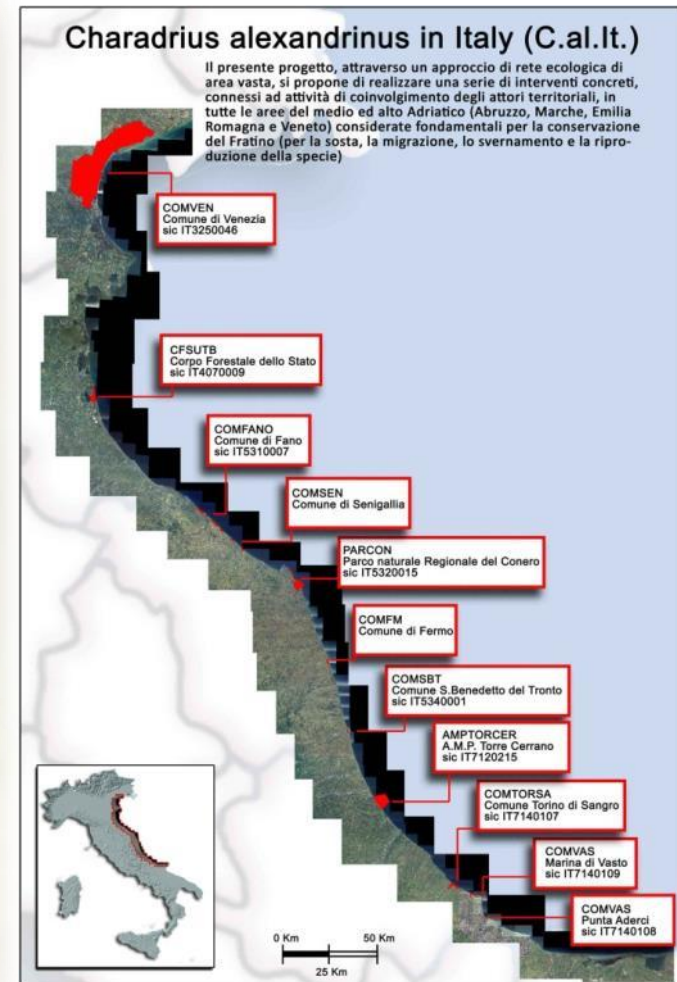 Charadrius alexandrinus in Italy (C.al.It.)
Il presente progetto, attraverso un approccio di rete ecologica di
area vasta, si propone di realizzare una serie di interventi concreti,
connessi ad attività di coinvolgimento degli attori territoriali, in
tutte le aree del medio ed alto Adriatico (Abruzzo, Marche, Emilia
Romagna e Veneto) considerate fondamentali per la conservazione
del Fratino (per la sosta, la migrazione, lo svernamento e la ripro-
duzione della specie)
COMVEN
Comune di Venezia
sic IT3250046
CFSUTB
Corpo Forestale dello Stato
sic IT4070009
COMFANO
Comune di Fano
sic IT5310007
COMSEN
Comune di Senigallia
PARCON
Parco naturale Regionale del Conero
sic IT5320015
COMFM
Comune di Fermo
COMSBT
Comune S.Benedetto del Tronto
sic IT5340001
AMPTORCER
A.M.P. Torre Cerrano
sic IT7120215
COMTORSA
Comune Torino di Sangro
sic IT7140107
COMVAS
Marina di Vasto
sic IT7140109
COMVAS
Punta Aderci
sic IT7140108
0 Km 50 Km
25 Km